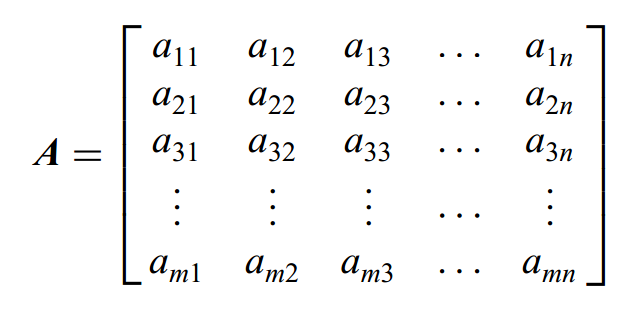 a₁₁ a₁₂ a₁₃ … a₁ₙ
a₂₁ a₂₂ a₂₃ … a₂ₙ
A = a₃₁ a₃₂ a₃₃ … a₃ₙ
⋮ ⋮ ⋮ … ⋮
aₘ₁ aₘ₂ aₘ₃ … aₘₙ